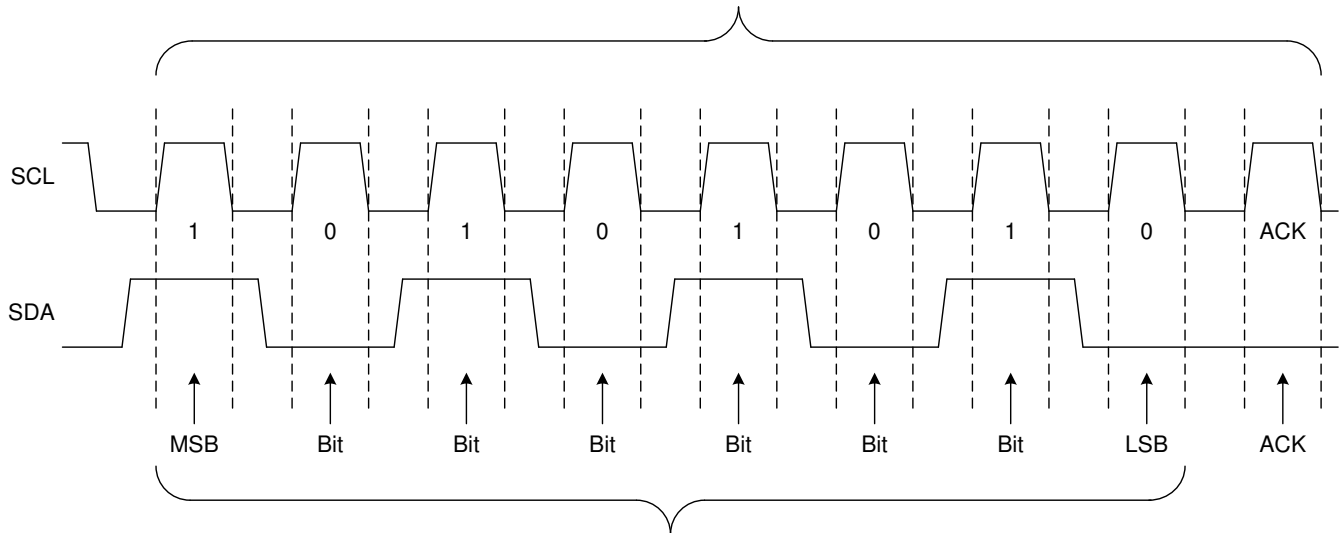 SCL
1 0 1 0 1 0 1 0 ACK
SDA
MSB Bit Bit Bit Bit Bit Bit LSB ACK